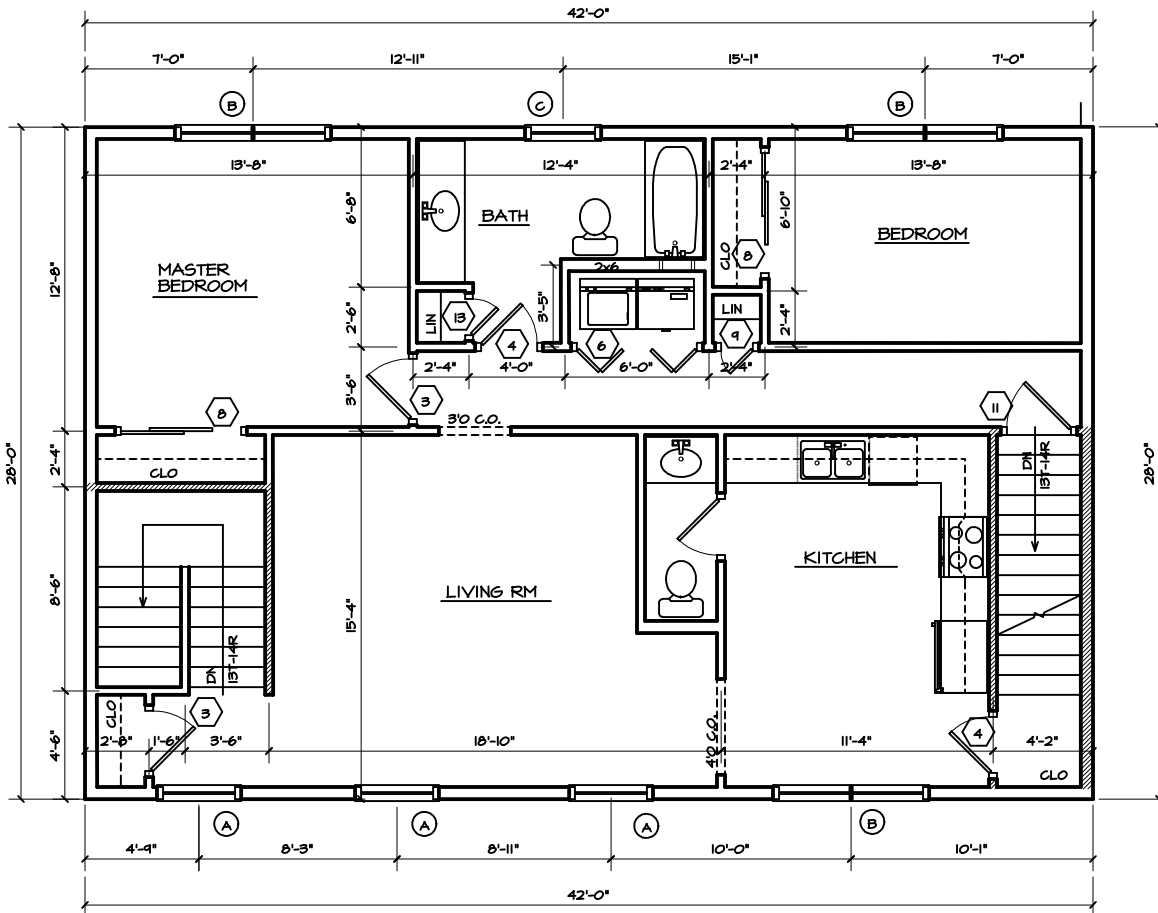 42'-0"
7'-0" 12'-11" 15'-1" 7'-0"
B C B
13'-8" 12'-4" 2'-4" 13'-8"
6'-8"
6'-10"
BATH
BEDROOM
CLO
8
MASTER
BEDROOM
12'-8"
2x6
3'-5"
2'-6"
LIN
13
4
6
LIN
9
2'-4"
2'-4" 4'-0" 6'-0" 2'-4"
3'-6"
3
8
3'0 C.O.
11
28'-0"
28'-0"
2'-4"
CLO
DN
13T-14R
KITCHEN
LIVING RM
8'-6"
15'-4"
DN
13T-14R
CLO
3
4'0 C.O.
4
4'-6"
2'-8" 1'-6" 3'-6" 18'-10" 11'-4" 4'-2"
CLO
A A A B
4'-9" 8'-3" 8'-11" 10'-0" 10'-1"
42'-0"